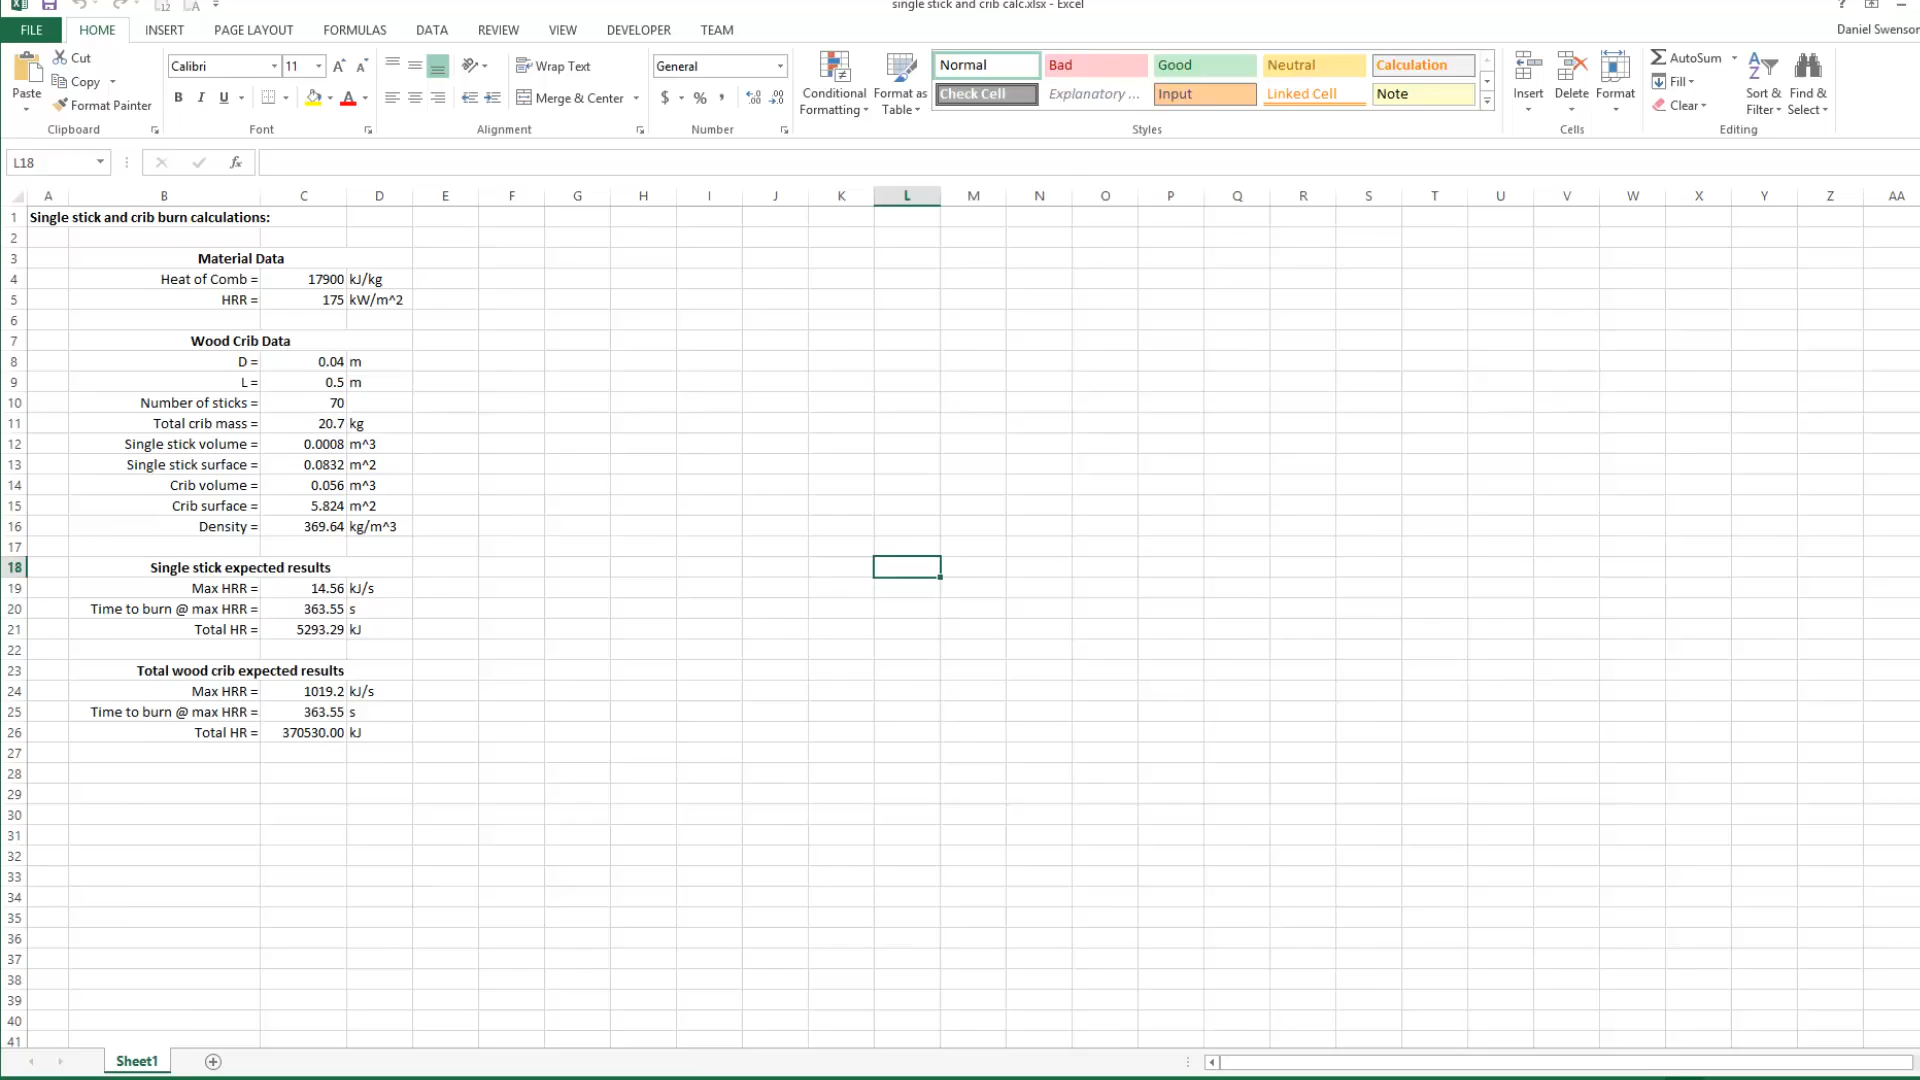 single stick and crib calc.xlsx - Excel
FILE HOME INSERT PAGE LAYOUT FORMULAS DATA REVIEW VIEW DEVELOPER TEAM Daniel Swenson
Paste Cut Copy Format Painter
Calibri 11
B I U
Wrap Text
Merge & Center
General
$ % ,
Conditional Formatting Format as Table
Normal Bad Good Neutral Calculation
Check Cell Explanatory ... Input Linked Cell Note
Insert Delete Format
AutoSum Fill Clear
Sort & Filter Find & Select
Clipboard Font Alignment Number Styles Cells Editing
L18 fx
A B C D E F G H I J K L M N O P Q R S T U V W X Y Z AA
1 Single stick and crib burn calculations:
2
3 Material Data
4 Heat of Comb = 17900 kJ/kg
5 HRR = 175 kW/m^2
6
7 Wood Crib Data
8 D = 0.04 m
9 L = 0.5 m
10 Number of sticks = 70
11 Total crib mass = 20.7 kg
12 Single stick volume = 0.0008 m^3
13 Single stick surface = 0.0832 m^2
14 Crib volume = 0.056 m^3
15 Crib surface = 5.824 m^2
16 Density = 369.64 kg/m^3
17
18 Single stick expected results
19 Max HRR = 14.56 kJ/s
20 Time to burn @ max HRR = 363.55 s
21 Total HR = 5293.29 kJ
22
23 Total wood crib expected results
24 Max HRR = 1019.2 kJ/s
25 Time to burn @ max HRR = 363.55 s
26 Total HR = 370530.00 kJ
27
28
29
30
31
32
33
34
35
36
37
38
39
40
41
Sheet1